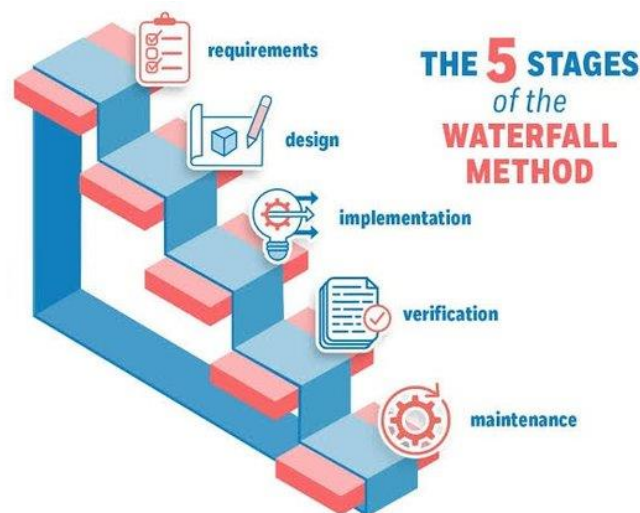 THE 5 STAGES
of the
WATERFALL
METHOD
requirements
design
implementation
verification
maintenance